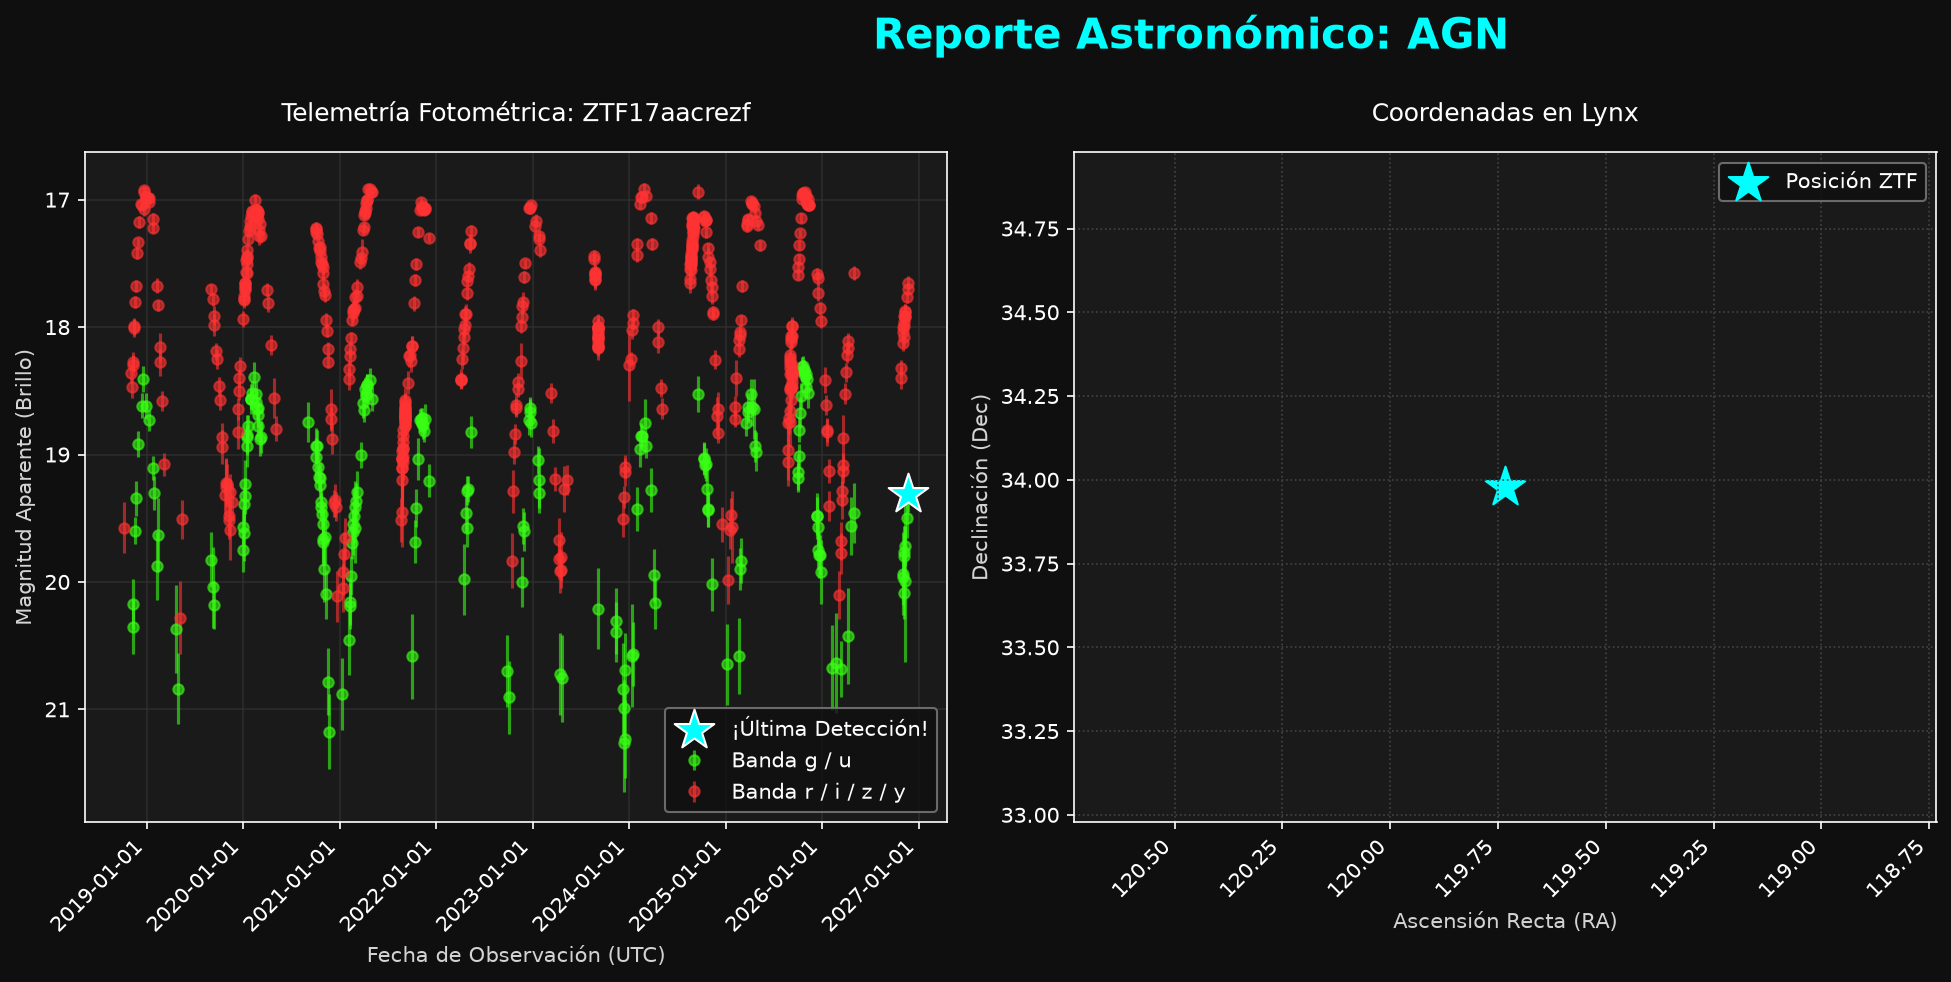 Reporte Astronómico: AGN
Telemetría Fotométrica: ZTF17aacrezf
Magnitud Aparente (Brillo)
17
18
19
20
21
¡Última Detección!
Banda g / u
Banda r / i / z / y
2019-01-01
2020-01-01
2021-01-01
2022-01-01
2023-01-01
2024-01-01
2025-01-01
2026-01-01
2027-01-01
Fecha de Observación (UTC)
Coordenadas en Lynx
Posición ZTF
Declinación (Dec)
34.75
34.50
34.25
34.00
33.75
33.50
33.25
33.00
120.50
120.25
120.00
119.75
119.50
119.25
119.00
118.75
Ascensión Recta (RA)